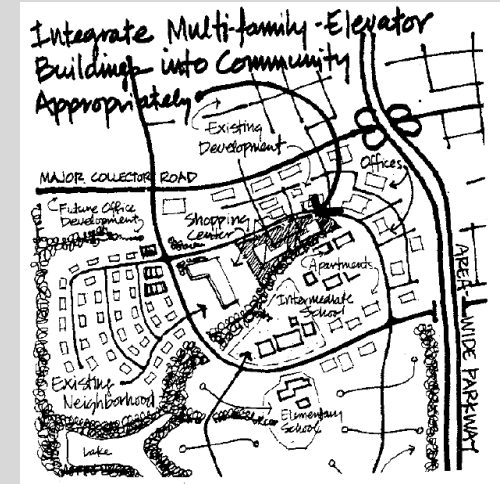 Integrate Multi-family-Elevator
Buildings into Community
Appropriately
Existing
Development
Offices
MAJOR COLLECTOR ROAD
Future Office
Development
Shopping
Center
Apartments
Intermediate
School
AREA-WIDE PARKWAY
Existing
Neighborhood
Elementary
School
Lake